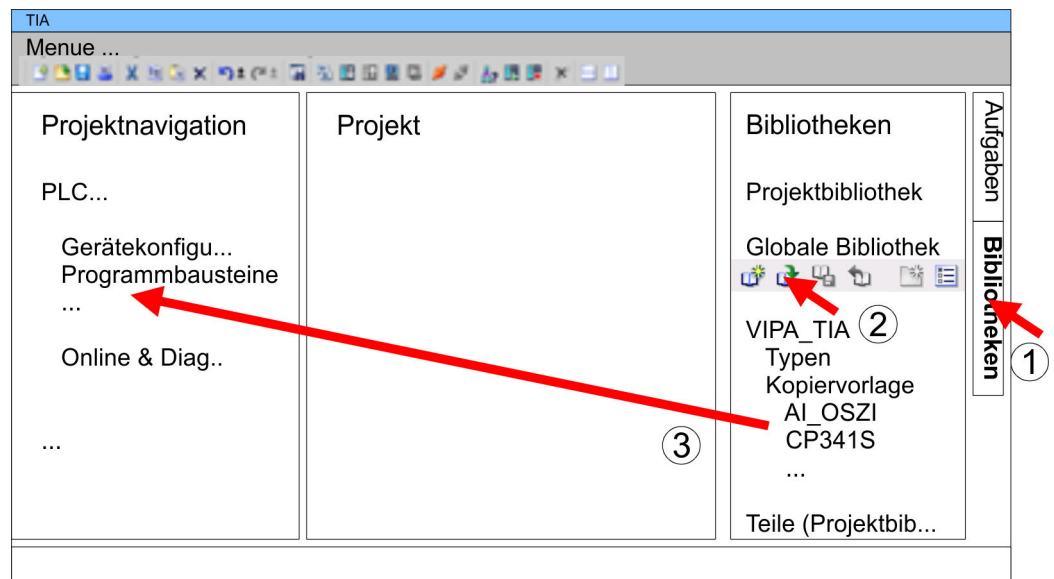 TIA
Menue ...
Projektnavigation
PLC...
Gerätekonfigu...
Programmbausteine
...
Online & Diag..
...
Projekt
③
Bibliotheken
Projektbibliothek
Globale Bibliothek
②
VIPA_TIA
Typen
Kopiervorlage
AI_OSZI
CP341S
...
Teile (Projektbib...
Aufgaben
Bibliotheken
①